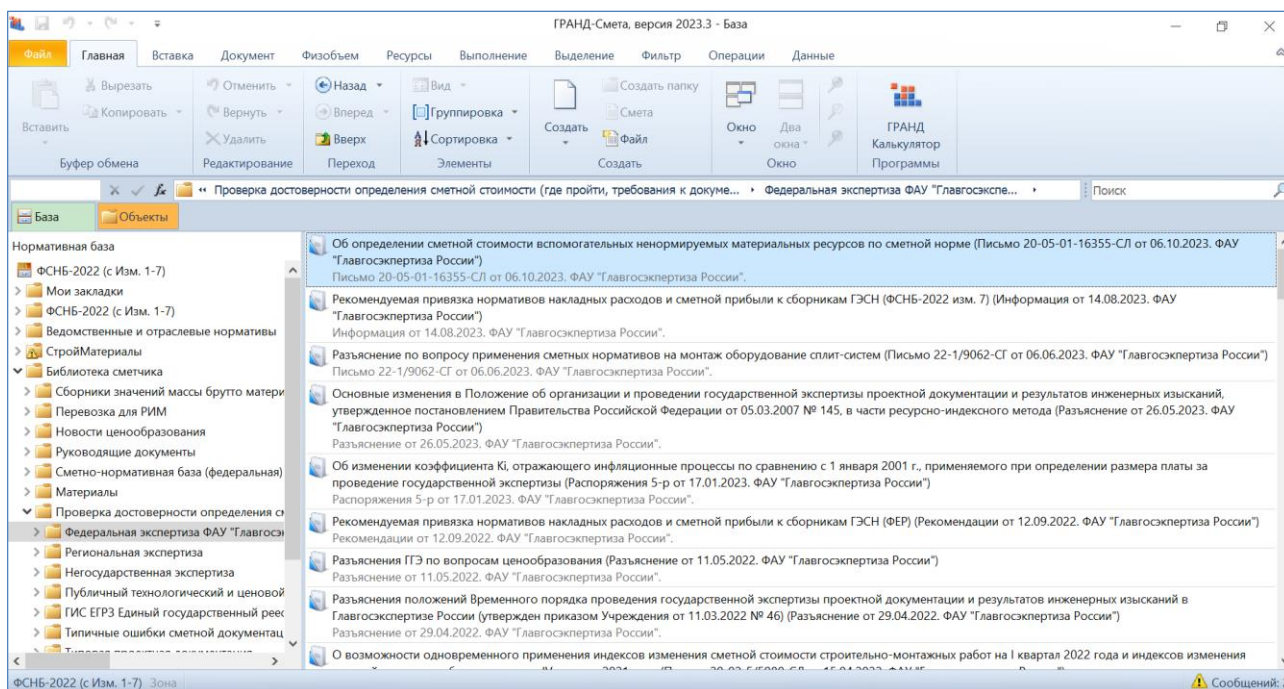 ГРАНД-Смета, версия 2023.3 - База
Файл Главная Вставка Документ Физобъем Ресурсы Выполнение Выделение Фильтр Операции Данные
Вставить
Вырезать
Копировать
Буфер обмена
Отменить
Вернуть
Удалить
Редактирование
Назад
Вперед
Вверх
Переход
Вид
Группировка
Сортировка
Элементы
Создать
Создать папку
Смета
Файл
Создать
Окно
Два
окна
Окно
ГРАНД
Калькулятор
Программы
fx « Проверка достоверности определения сметной стоимости (где пройти, требования к докуме... Федеральная экспертиза ФАУ "Главгосэкспе... Поиск
База Объекты
Нормативная база
ФСНБ-2022 (с Изм. 1-7)
Мои закладки
ФСНБ-2022 (с Изм. 1-7)
Ведомственные и отраслевые нормативы
СтройМатериалы
Библиотека сметчика
Сборники значений массы брутто матери
Перевозка для РИМ
Новости ценообразования
Руководящие документы
Сметно-нормативная база (федеральная)
Материалы
Проверка достоверности определения
Федеральная экспертиза ФАУ "Главгосэ
Региональная экспертиза
Негосударственная экспертиза
Публичный технологический и ценовой
ГИС ЕГРЗ Единый государственный реес
Типичные ошибки сметной документац
Об определении сметной стоимости вспомогательных ненормируемых материальных ресурсов по сметной норме (Письмо 20-05-01-16355-СЛ от 06.10.2023. ФАУ
"Главгосэкпертиза России")
Письмо 20-05-01-16355-СЛ от 06.10.2023. ФАУ "Главгосэкпертиза России".
Рекомендуемая привязка нормативов накладных расходов и сметной прибыли к сборникам ГЭСН (ФСНБ-2022 изм. 7) (Информация от 14.08.2023. ФАУ
"Главгосэкпертиза России")
Информация от 14.08.2023. ФАУ "Главгосэкпертиза России".
Разъяснение по вопросу применения сметных нормативов на монтаж оборудование сплит-систем (Письмо 22-1/9062-СГ от 06.06.2023. ФАУ "Главгосэкпертиза России")
Письмо 22-1/9062-СГ от 06.06.2023. ФАУ "Главгосэкпертиза России".
Основные изменения в Положение об организации и проведении государственной экспертизы проектной документации и результатов инженерных изысканий,
утвержденное постановлением Правительства Российской Федерации от 05.03.2007 № 145, в части ресурсно-индексного метода (Разъяснение от 26.05.2023. ФАУ
"Главгосэкпертиза России")
Разъяснение от 26.05.2023. ФАУ "Главгосэкпертиза России".
Об изменении коэффициента Ki, отражающего инфляционные процессы по сравнению с 1 января 2001 г., применяемого при определении размера платы за
проведение государственной экспертизы (Распоряжения 5-р от 17.01.2023. ФАУ "Главгосэкпертиза России")
Распоряжения 5-р от 17.01.2023. ФАУ "Главгосэкпертиза России".
Рекомендуемая привязка нормативов накладных расходов и сметной прибыли к сборникам ГЭСН (ФЕР) (Рекомендации от 12.09.2022. ФАУ "Главгосэкпертиза России")
Рекомендации от 12.09.2022. ФАУ "Главгосэкпертиза России".
Разъяснения ГГЭ по вопросам ценообразования (Разъяснение от 11.05.2022. ФАУ "Главгосэкпертиза России")
Разъяснение от 11.05.2022. ФАУ "Главгосэкпертиза России".
Разъяснения положений Временного порядка проведения государственной экспертизы проектной документации и результатов инженерных изысканий в
Главгосэкспертизе России (утвержден приказом Учреждения от 11.03.2022 № 46) (Разъяснение от 29.04.2022. ФАУ "Главгосэкпертиза России")
Разъяснение от 29.04.2022. ФАУ "Главгосэкпертиза России".
О возможности одновременного применения индексов изменения сметной стоимости строительно-монтажных работ на I квартал 2022 года и индексов изменения
ФСНБ-2022 (с Изм. 1-7) Зона Сообщений: